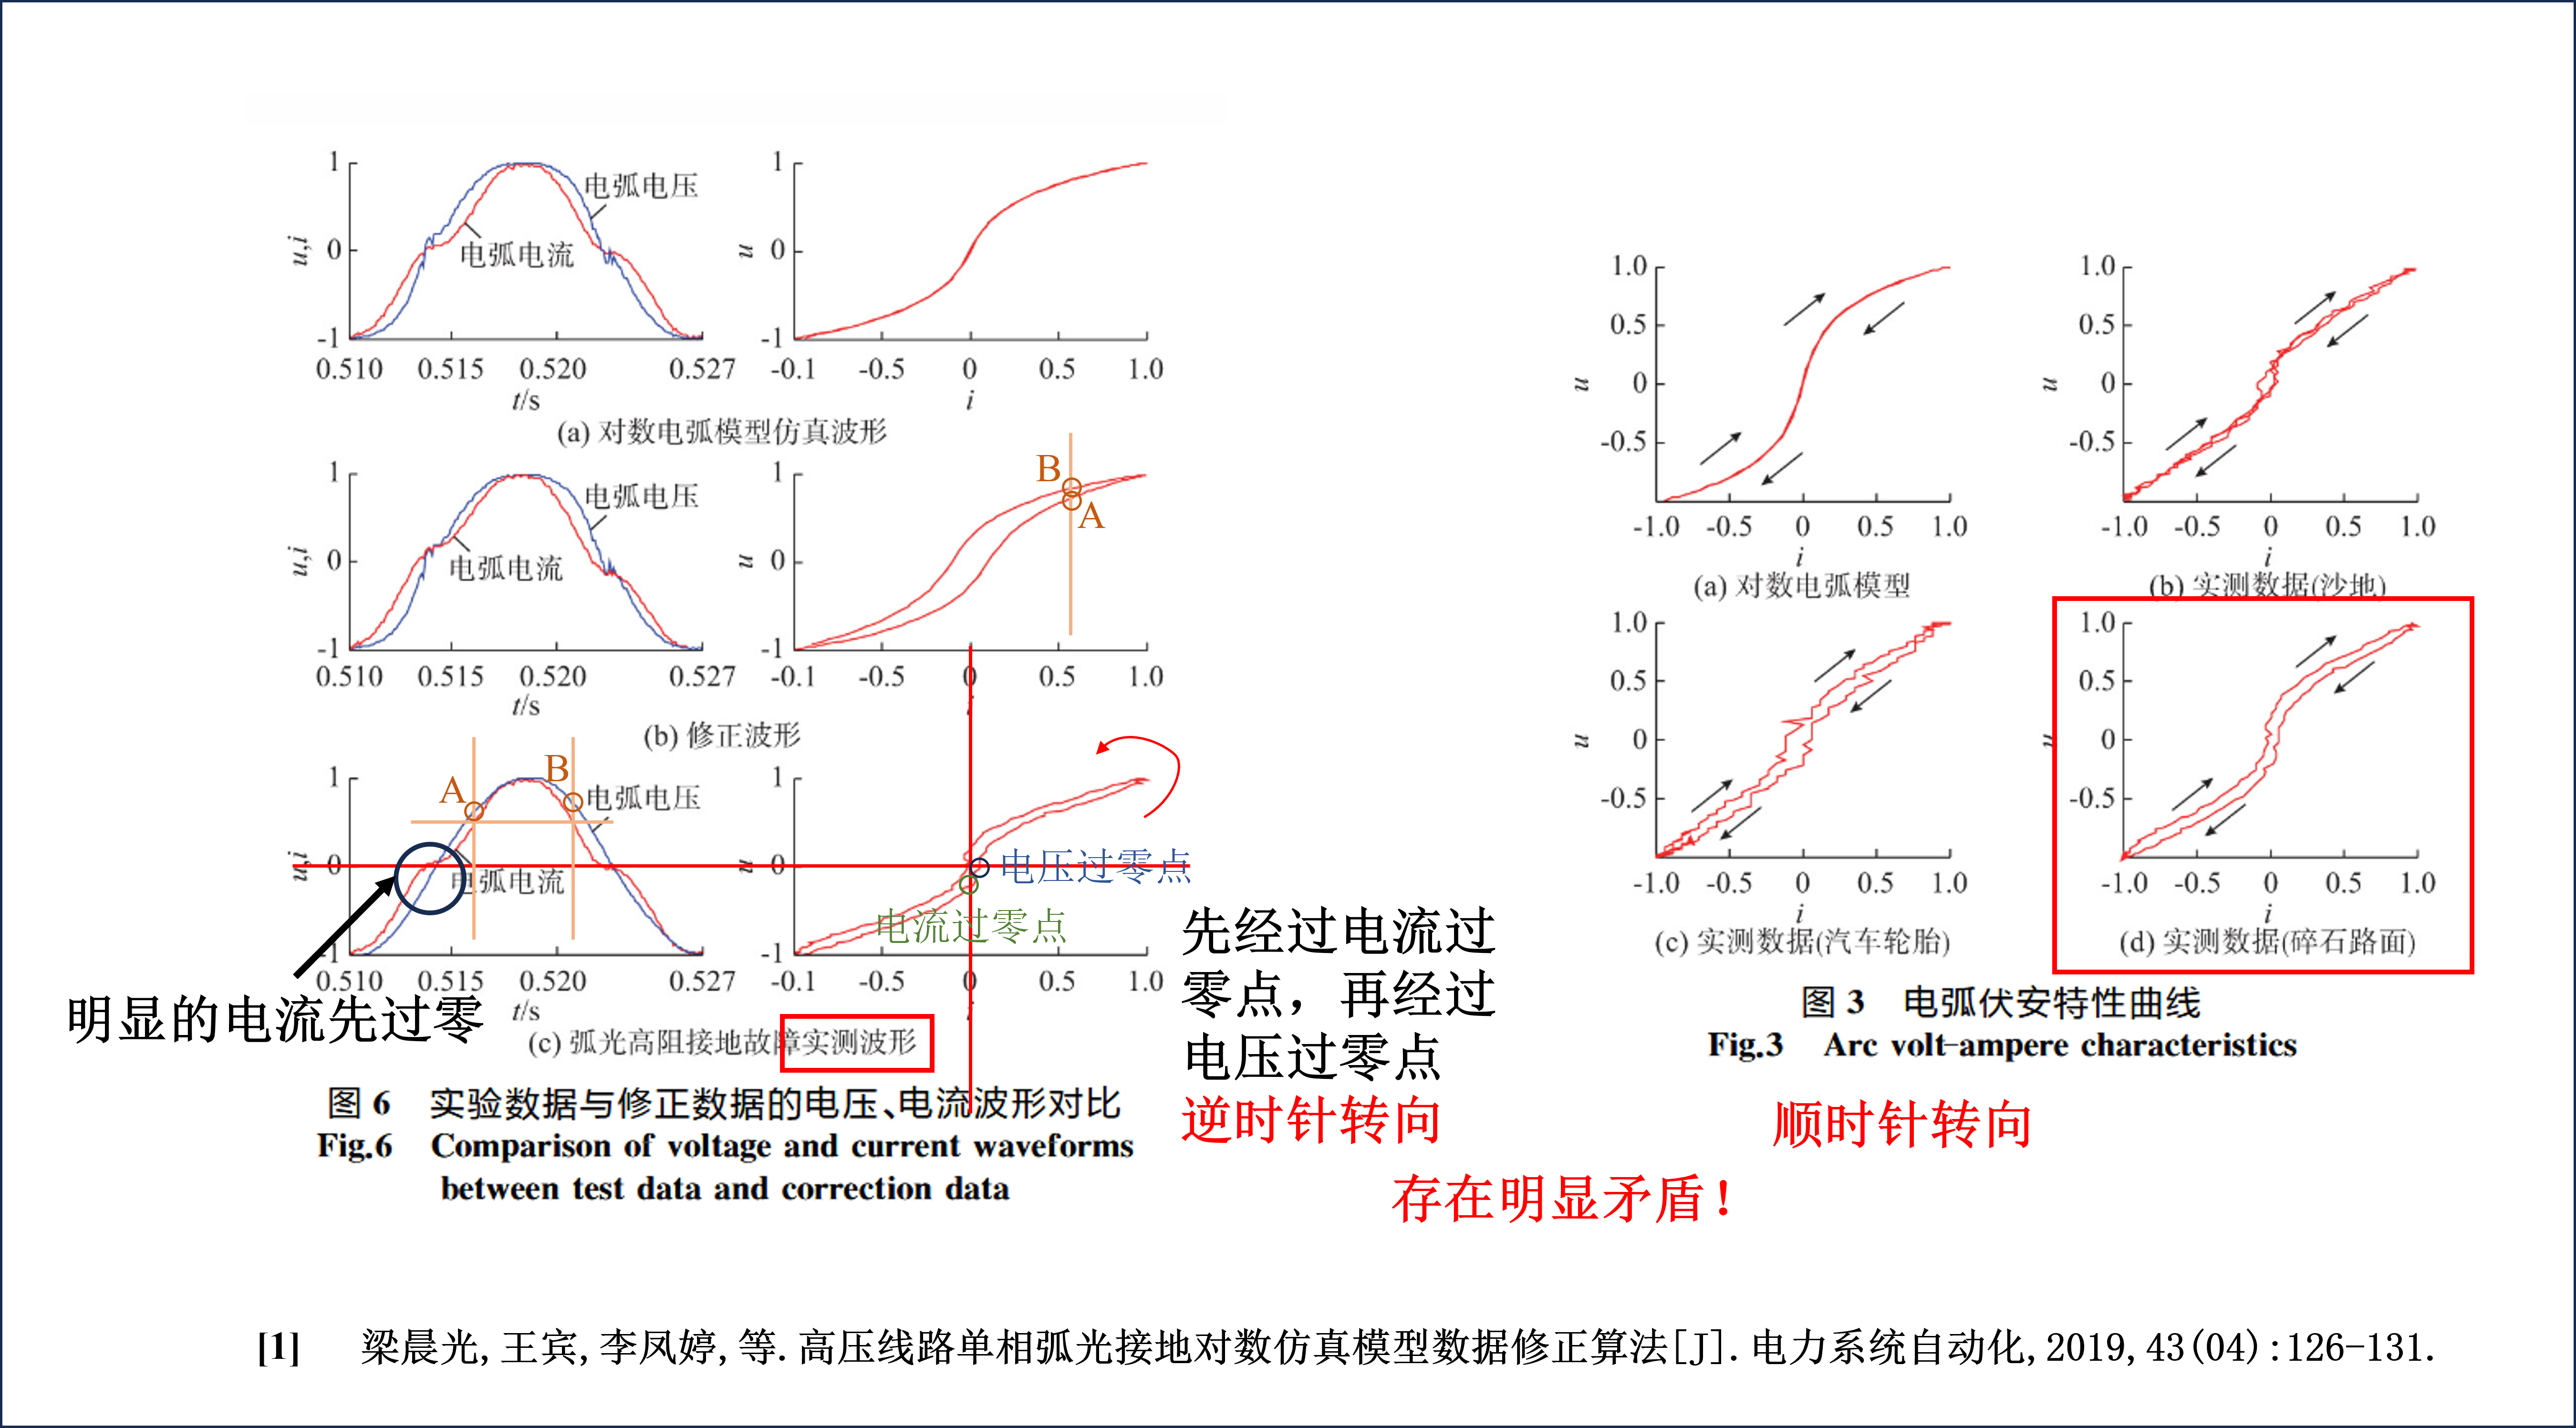 1
0
-1
u,i
电弧电压
电弧电流
0.510 0.515 0.520 0.527
t/s
1
0
-1
u
-0.1 -0.5 0 0.5 1.0
i
(a) 对数电弧模型仿真波形
1
0
-1
u,i
电弧电压
电弧电流
0.510 0.515 0.520 0.527
t/s
1
0
-1
u
B
A
-0.1 -0.5 0 0.5 1.0
i
(b) 修正波形
1
0
-1
u,i
A
B
电弧电压
电弧电流
0.510 0.515 0.520 0.527
t/s
1
0
-1
u
电压过零点
电流过零点
-0.1 -0.5 0 0.5 1.0
i
明显的电流先过零
(c) 弧光高阻接地故障实测波形
图 6 实验数据与修正数据的电压、电流波形对比
Fig.6 Comparison of voltage and current waveforms
between test data and correction data
先经过电流过
零点，再经过
电压过零点
逆时针转向
1.0
0.5
0
-0.5
u
-1.0 -0.5 0 0.5 1.0
i
(a) 对数电弧模型
1.0
0.5
0
-0.5
u
-1.0 -0.5 0 0.5 1.0
i
(b) 实测数据(沙地)
1.0
0.5
0
-0.5
u
-1.0 -0.5 0 0.5 1.0
i
(c) 实测数据(汽车轮胎)
1.0
0.5
0
-0.5
u
-1.0 -0.5 0 0.5 1.0
i
(d) 实测数据(碎石路面)
图 3 电弧伏安特性曲线
Fig.3 Arc volt-ampere characteristics
顺时针转向
存在明显矛盾！
[1] 梁晨光,王宾,李凤婷,等.高压线路单相弧光接地对数仿真模型数据修正算法[J].电力系统自动化,2019,43(04):126-131.